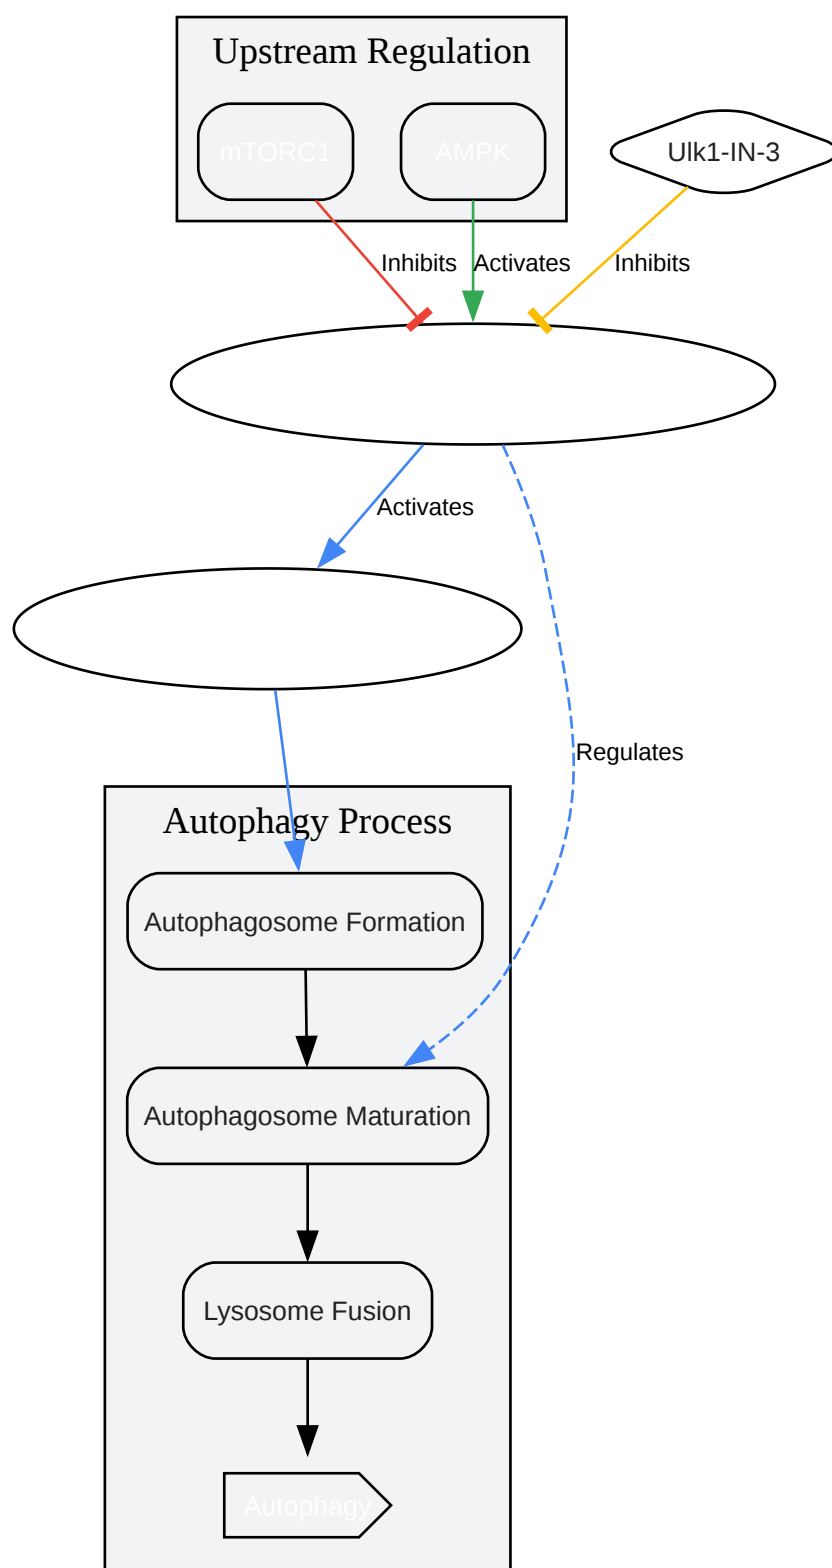 Upstream Regulation
mTORC1
AMPK
Ulk1-IN-3
Inhibits
Activates
Inhibits
Activates
Regulates
Autophagy Process
Autophagosome Formation
Autophagosome Maturation
Lysosome Fusion
Autophagy